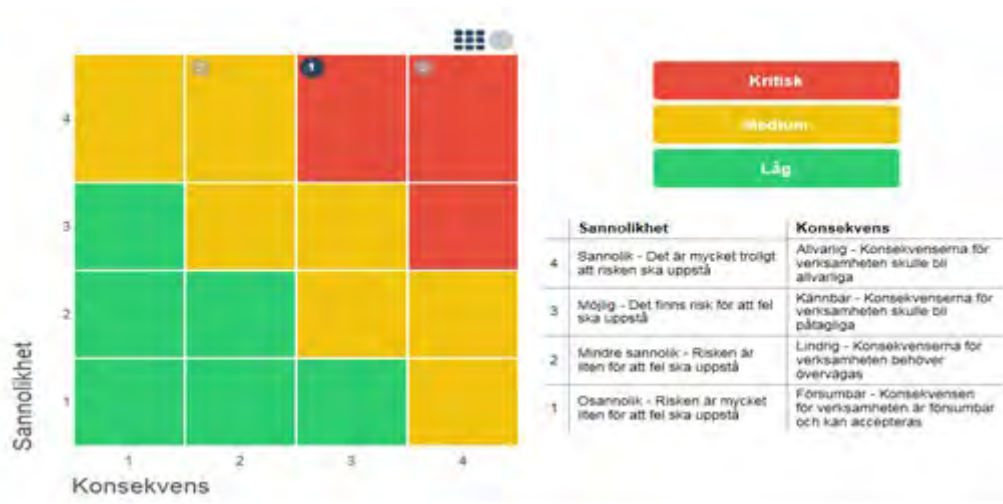 1
4
3
2
1
Sannolikhet
1
2
3
4
Konsekvens
Kritisk
Medium
Låg
Sannolikhet
Konsekvens
4
Sannolik - Det är mycket troligt
att risken ska uppstå
Allvarlig - Konsekvenserna för
verksamheten skulle bli
allvarliga
3
Möjlig - Det finns risk för att fel
ska uppstå
Kännbar - Konsekvenserna för
verksamheten skulle bli
påtagliga
2
Mindre sannolik - Risken är
liten för att fel ska uppstå
Lindrig - Konsekvenserna för
verksamheten behöver
övervägas
1
Osannolik - Risken är mycket
liten för att fel ska uppstå
Försumbar - Konsekvensen
för verksamheten är försumbar
och kan accepteras